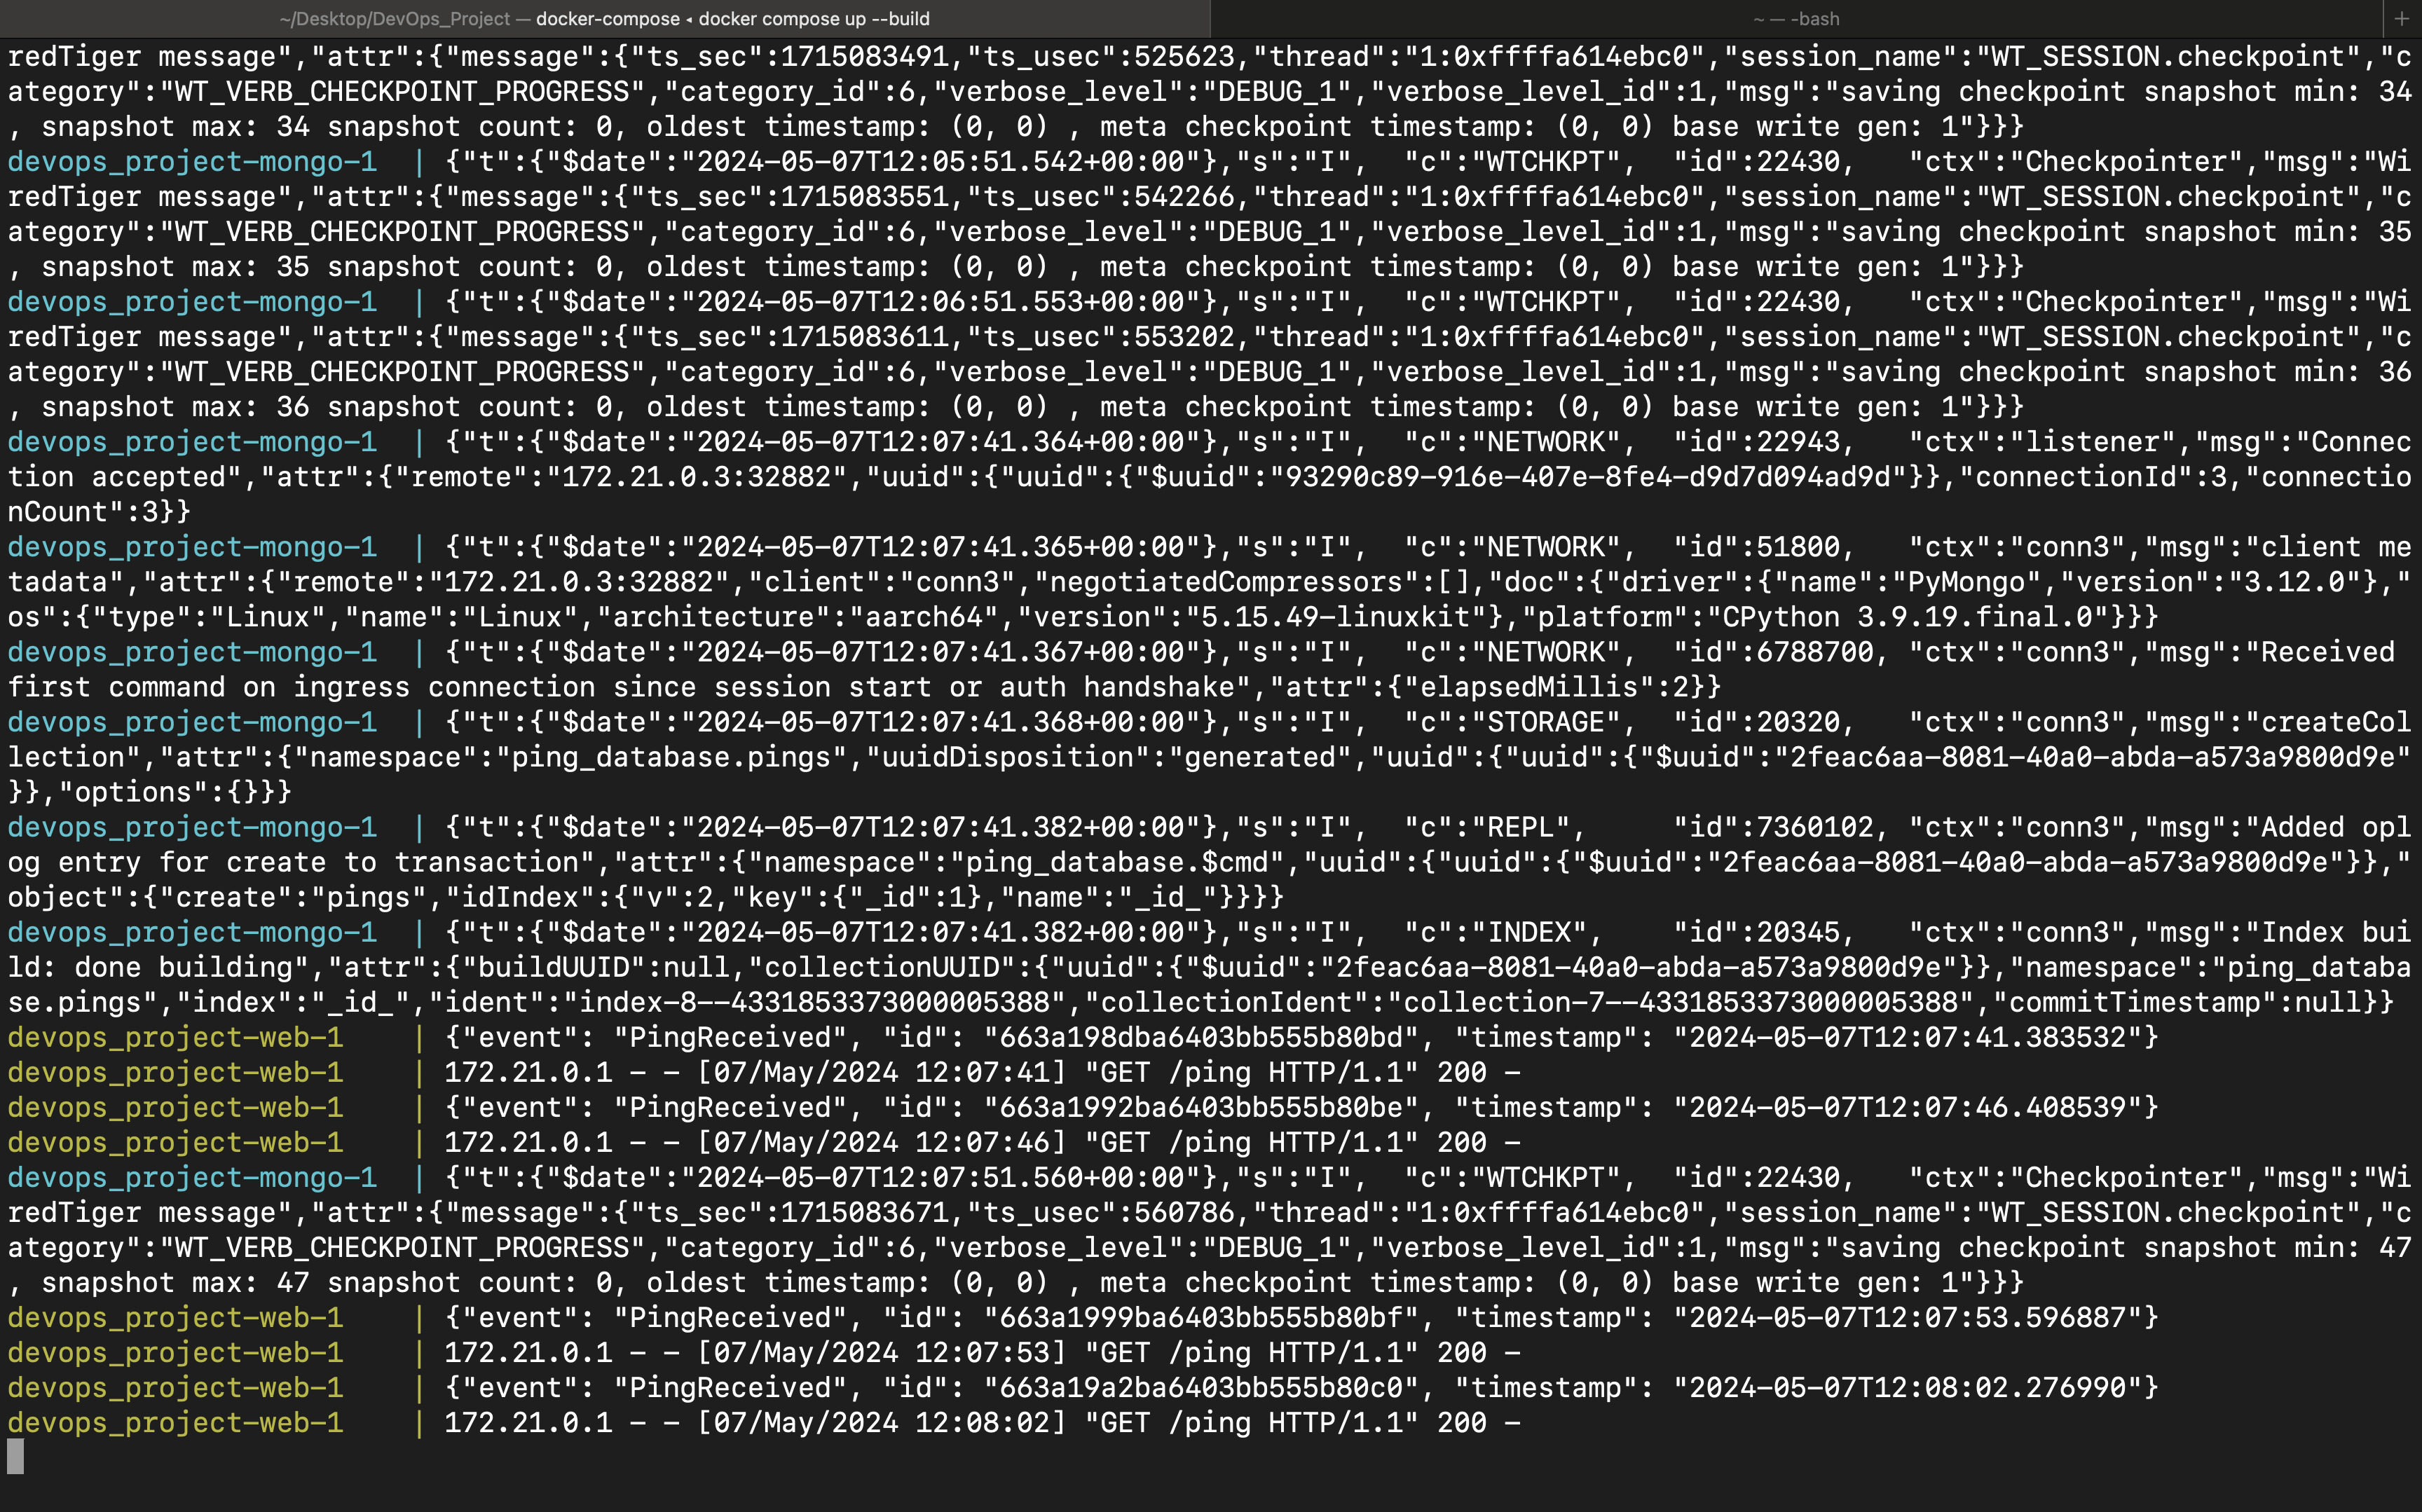 ~/Desktop/DevOps_Project — docker-compose ◂ docker compose up --build
~ — -bash
+
redTiger message","attr":{"message":{"ts_sec":1715083491,"ts_usec":525623,"thread":"1:0xffffa614ebc0","session_name":"WT_SESSION.checkpoint","c
ategory":"WT_VERB_CHECKPOINT_PROGRESS","category_id":6,"verbose_level":"DEBUG_1","verbose_level_id":1,"msg":"saving checkpoint snapshot min: 34
, snapshot max: 34 snapshot count: 0, oldest timestamp: (0, 0) , meta checkpoint timestamp: (0, 0) base write gen: 1"}}}
devops_project-mongo-1  | {"t":{"$date":"2024-05-07T12:05:51.542+00:00"},"s":"I",  "c":"WTCHKPT",  "id":22430,   "ctx":"Checkpointer","msg":"Wi
redTiger message","attr":{"message":{"ts_sec":1715083551,"ts_usec":542266,"thread":"1:0xffffa614ebc0","session_name":"WT_SESSION.checkpoint","c
ategory":"WT_VERB_CHECKPOINT_PROGRESS","category_id":6,"verbose_level":"DEBUG_1","verbose_level_id":1,"msg":"saving checkpoint snapshot min: 35
, snapshot max: 35 snapshot count: 0, oldest timestamp: (0, 0) , meta checkpoint timestamp: (0, 0) base write gen: 1"}}}
devops_project-mongo-1  | {"t":{"$date":"2024-05-07T12:06:51.553+00:00"},"s":"I",  "c":"WTCHKPT",  "id":22430,   "ctx":"Checkpointer","msg":"Wi
redTiger message","attr":{"message":{"ts_sec":1715083611,"ts_usec":553202,"thread":"1:0xffffa614ebc0","session_name":"WT_SESSION.checkpoint","c
ategory":"WT_VERB_CHECKPOINT_PROGRESS","category_id":6,"verbose_level":"DEBUG_1","verbose_level_id":1,"msg":"saving checkpoint snapshot min: 36
, snapshot max: 36 snapshot count: 0, oldest timestamp: (0, 0) , meta checkpoint timestamp: (0, 0) base write gen: 1"}}}
devops_project-mongo-1  | {"t":{"$date":"2024-05-07T12:07:41.364+00:00"},"s":"I",  "c":"NETWORK",  "id":22943,   "ctx":"listener","msg":"Connec
tion accepted","attr":{"remote":"172.21.0.3:32882","uuid":{"uuid":{"$uuid":"93290c89-916e-407e-8fe4-d9d7d094ad9d"}},"connectionId":3,"connectio
nCount":3}}
devops_project-mongo-1  | {"t":{"$date":"2024-05-07T12:07:41.365+00:00"},"s":"I",  "c":"NETWORK",  "id":51800,   "ctx":"conn3","msg":"client me
tadata","attr":{"remote":"172.21.0.3:32882","client":"conn3","negotiatedCompressors":[],"doc":{"driver":{"name":"PyMongo","version":"3.12.0"},"
os":{"type":"Linux","name":"Linux","architecture":"aarch64","version":"5.15.49-linuxkit"},"platform":"CPython 3.9.19.final.0"}}}
devops_project-mongo-1  | {"t":{"$date":"2024-05-07T12:07:41.367+00:00"},"s":"I",  "c":"NETWORK",  "id":6788700, "ctx":"conn3","msg":"Received 
first command on ingress connection since session start or auth handshake","attr":{"elapsedMillis":2}}
devops_project-mongo-1  | {"t":{"$date":"2024-05-07T12:07:41.368+00:00"},"s":"I",  "c":"STORAGE",  "id":20320,   "ctx":"conn3","msg":"createCol
lection","attr":{"namespace":"ping_database.pings","uuidDisposition":"generated","uuid":{"uuid":{"$uuid":"2feac6aa-8081-40a0-abda-a573a9800d9e"
}},"options":{}}}
devops_project-mongo-1  | {"t":{"$date":"2024-05-07T12:07:41.382+00:00"},"s":"I",  "c":"REPL",     "id":7360102, "ctx":"conn3","msg":"Added opl
og entry for create to transaction","attr":{"namespace":"ping_database.$cmd","uuid":{"uuid":{"$uuid":"2feac6aa-8081-40a0-abda-a573a9800d9e"}},"
object":{"create":"pings","idIndex":{"v":2,"key":{"_id":1},"name":"_id_"}}}}
devops_project-mongo-1  | {"t":{"$date":"2024-05-07T12:07:41.382+00:00"},"s":"I",  "c":"INDEX",    "id":20345,   "ctx":"conn3","msg":"Index bui
ld: done building","attr":{"buildUUID":null,"collectionUUID":{"uuid":{"$uuid":"2feac6aa-8081-40a0-abda-a573a9800d9e"}},"namespace":"ping_databa
se.pings","index":"_id_","ident":"index-8--4331853373000005388","collectionIdent":"collection-7--4331853373000005388","commitTimestamp":null}}
devops_project-web-1    | {"event": "PingReceived", "id": "663a198dba6403bb555b80bd", "timestamp": "2024-05-07T12:07:41.383532"}
devops_project-web-1    | 172.21.0.1 - - [07/May/2024 12:07:41] "GET /ping HTTP/1.1" 200 -
devops_project-web-1    | {"event": "PingReceived", "id": "663a1992ba6403bb555b80be", "timestamp": "2024-05-07T12:07:46.408539"}
devops_project-web-1    | 172.21.0.1 - - [07/May/2024 12:07:46] "GET /ping HTTP/1.1" 200 -
devops_project-mongo-1  | {"t":{"$date":"2024-05-07T12:07:51.560+00:00"},"s":"I",  "c":"WTCHKPT",  "id":22430,   "ctx":"Checkpointer","msg":"Wi
redTiger message","attr":{"message":{"ts_sec":1715083671,"ts_usec":560786,"thread":"1:0xffffa614ebc0","session_name":"WT_SESSION.checkpoint","c
ategory":"WT_VERB_CHECKPOINT_PROGRESS","category_id":6,"verbose_level":"DEBUG_1","verbose_level_id":1,"msg":"saving checkpoint snapshot min: 47
, snapshot max: 47 snapshot count: 0, oldest timestamp: (0, 0) , meta checkpoint timestamp: (0, 0) base write gen: 1"}}}
devops_project-web-1    | {"event": "PingReceived", "id": "663a1999ba6403bb555b80bf", "timestamp": "2024-05-07T12:07:53.596887"}
devops_project-web-1    | 172.21.0.1 - - [07/May/2024 12:07:53] "GET /ping HTTP/1.1" 200 -
devops_project-web-1    | {"event": "PingReceived", "id": "663a19a2ba6403bb555b80c0", "timestamp": "2024-05-07T12:08:02.276990"}
devops_project-web-1    | 172.21.0.1 - - [07/May/2024 12:08:02] "GET /ping HTTP/1.1" 200 -